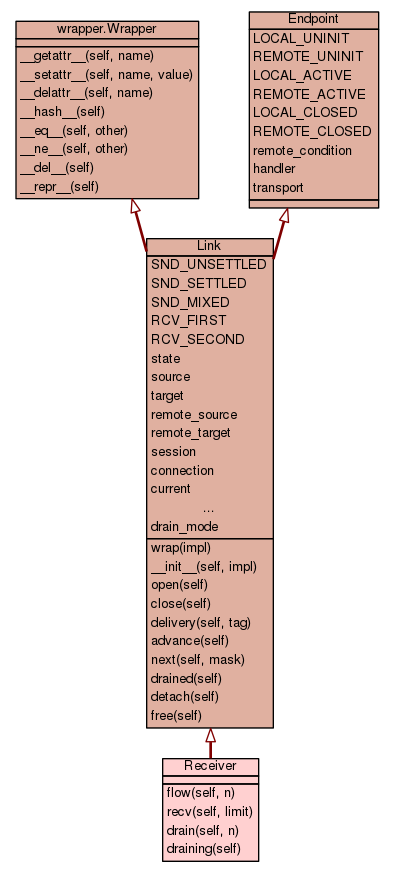 wrapper.Wrapper
__getattr__(self, name)
__setattr__(self, name, value)
__delattr__(self, name)
__hash__(self)
__eq__(self, other)
__ne__(self, other)
__del__(self)
__repr__(self)
Endpoint
LOCAL_UNINIT
REMOTE_UNINIT
LOCAL_ACTIVE
REMOTE_ACTIVE
LOCAL_CLOSED
REMOTE_CLOSED
remote_condition
handler
transport
Link
SND_UNSETTLED
SND_SETTLED
SND_MIXED
RCV_FIRST
RCV_SECOND
state
source
target
remote_source
remote_target
session
connection
current
...
drain_mode
wrap(impl)
__init__(self, impl)
open(self)
close(self)
delivery(self, tag)
advance(self)
next(self, mask)
drained(self)
detach(self)
free(self)
Receiver
flow(self, n)
recv(self, limit)
drain(self, n)
draining(self)